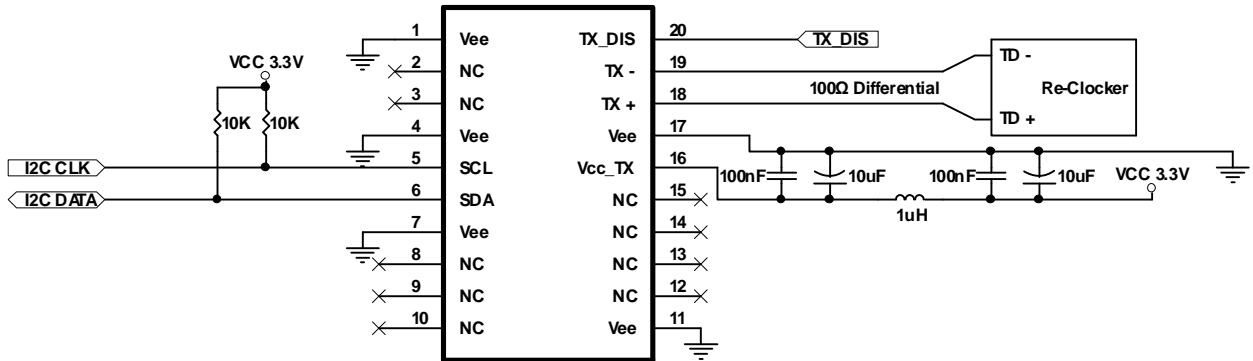 1 Vee TX_DIS 20 TX_DIS
VCC 3.3V
2 NC TX - 19 TD -
3 NC TX + 18 100Ω Differential Re-Clocker
10K 10K TD +
4 Vee Vee 17
I2C CLK 5 SCL Vcc_TX 16
100nF 10uF 100nF 10uF VCC 3.3V
I2C DATA 6 SDA NC 15
1uH
7 Vee NC 14
8 NC NC 13
9 NC NC 12
10 NC Vee 11